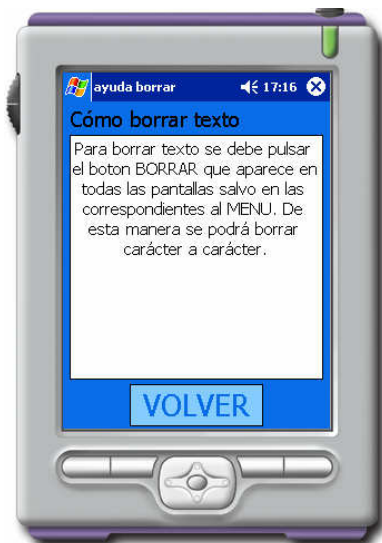 ayuda borrar 17:16
Cómo borrar texto
Para borrar texto se debe pulsar
el boton BORRAR que aparece en
todas las pantallas salvo en las
correspondientes al MENU. De
esta manera se podrá borrar
carácter a carácter.
VOLVER